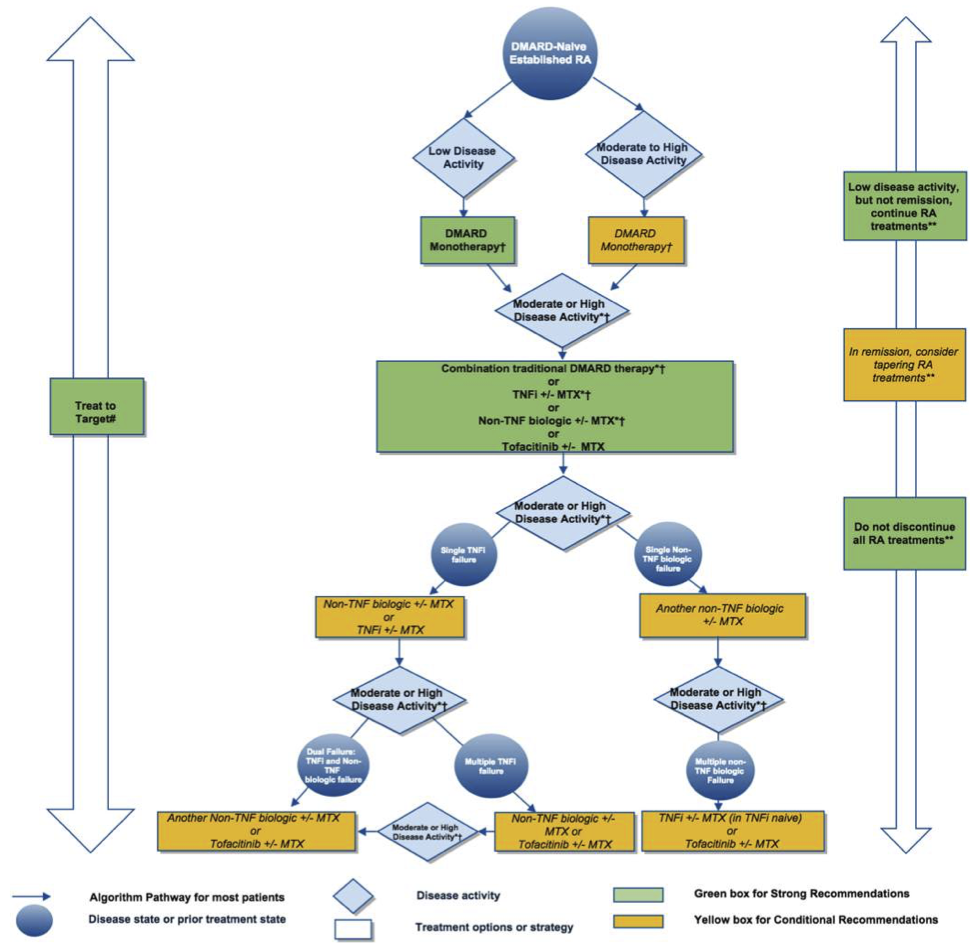 DMARD-Naive
Established RA
Low Disease
Activity
Moderate to High
Disease Activity
DMARD
Monotherapy†
DMARD
Monotherapy†
Moderate or High
Disease Activity*†
Combination traditional DMARD therapy*†
or
TNFi +/- MTX*†
or
Non-TNF biologic +/- MTX*†
or
Tofacitinib +/- MTX
Moderate or High
Disease Activity*†
Single TNFi
failure
Single Non-
TNF biologic
failure
Non-TNF biologic +/- MTX
or
TNFi +/- MTX
Another non-TNF biologic
+/- MTX
Moderate or High
Disease Activity*†
Moderate or High
Disease Activity*†
Dual Failure:
TNFi and Non-
TNF
biologic failure
Multiple TNFi
failure
Multiple non-
TNF biologic
Failure
Another Non-TNF biologic +/- MTX
or
Tofacitinib +/- MTX
Moderate or High
Disease Activity*†
Non-TNF biologic +/-
MTX or
Tofacitinib +/- MTX
TNFi +/- MTX (in TNFi naive)
or
Tofacitinib +/- MTX
Treat to
Target#
Low disease activity,
but not remission,
continue RA
treatments**
In remission, consider
tapering RA
treatments**
Do not discontinue
all RA treatments**
Algorithm Pathway for most patients
Disease state or prior treatment state
Disease activity
Treatment options or strategy
Green box for Strong Recommendations
Yellow box for Conditional Recommendations